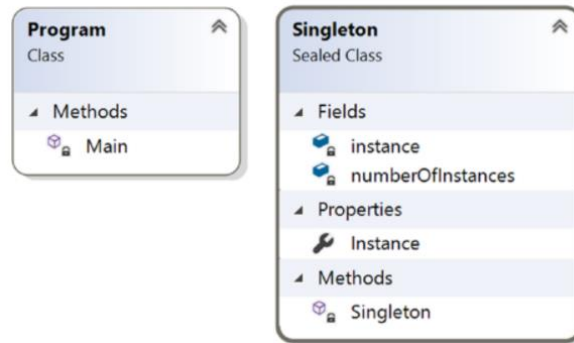 Program
Class
Methods
Main
Singleton
Sealed Class
Fields
instance
numberOfInstances
Properties
Instance
Methods
Singleton